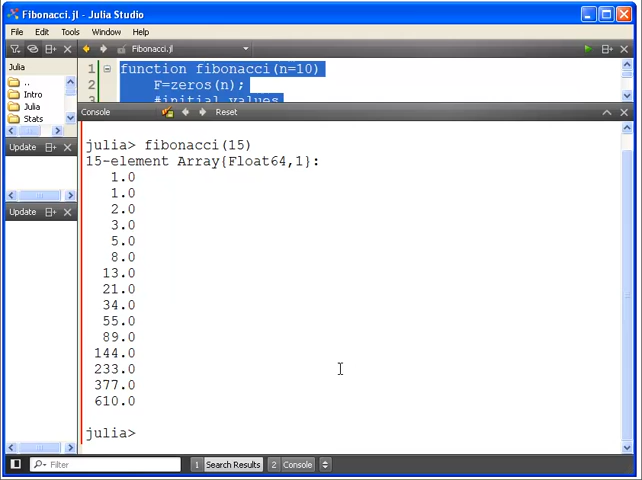 Fibonacci.jl - Julia Studio
File Edit Tools Window Help
Fibonacci.jl
Julia
..
Intro
Julia
Stats
1 function fibonacci(n=10)
2 F=zeros(n);
3 #initial values
Console Reset
Update
Update
julia> fibonacci(15)
15-element Array{Float64,1}:
1.0
1.0
2.0
3.0
5.0
8.0
13.0
21.0
34.0
55.0
89.0
144.0
233.0
377.0
610.0
julia>
Filter 1 Search Results 2 Console